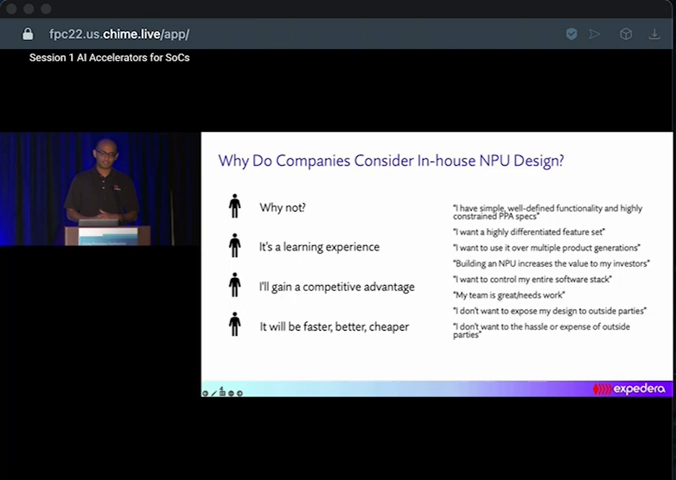 fpc22.us.chime.live/app/
Session 1 AI Accelerators for SoCs
Why Do Companies Consider In-house NPU Design?
Why not?
It's a learning experience
I'll gain a competitive advantage
It will be faster, better, cheaper
"I have simple, well-defined functionality and highly
constrained PPA specs"
"I want a highly differentiated feature set"
"I want to use it over multiple product generations"
"Building an NPU increases the value to my investors"
"I want to control my entire software stack"
"My team is great/needs work"
"I don't want to expose my design to outside parties"
"I don't want to the hassle or expense of outside
parties"
expedera